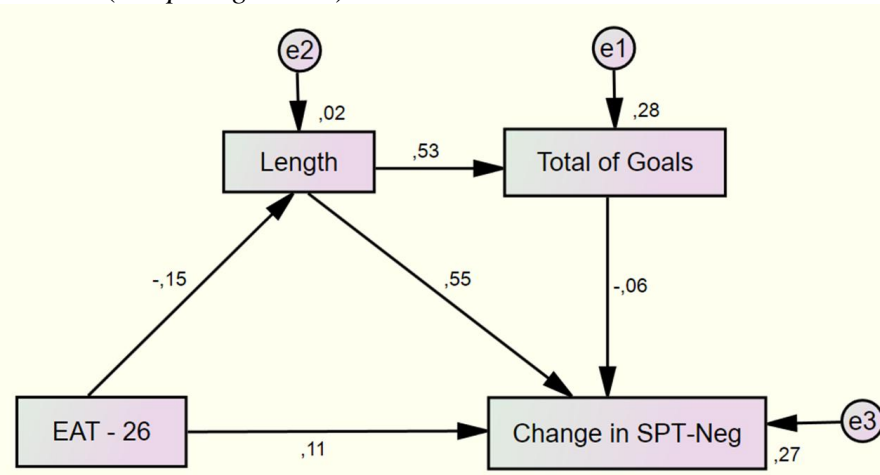 e2
e1
,02
,28
Length
,53
Total of Goals
-,15
,55
-,06
EAT - 26
,11
Change in SPT-Neg
e3
,27